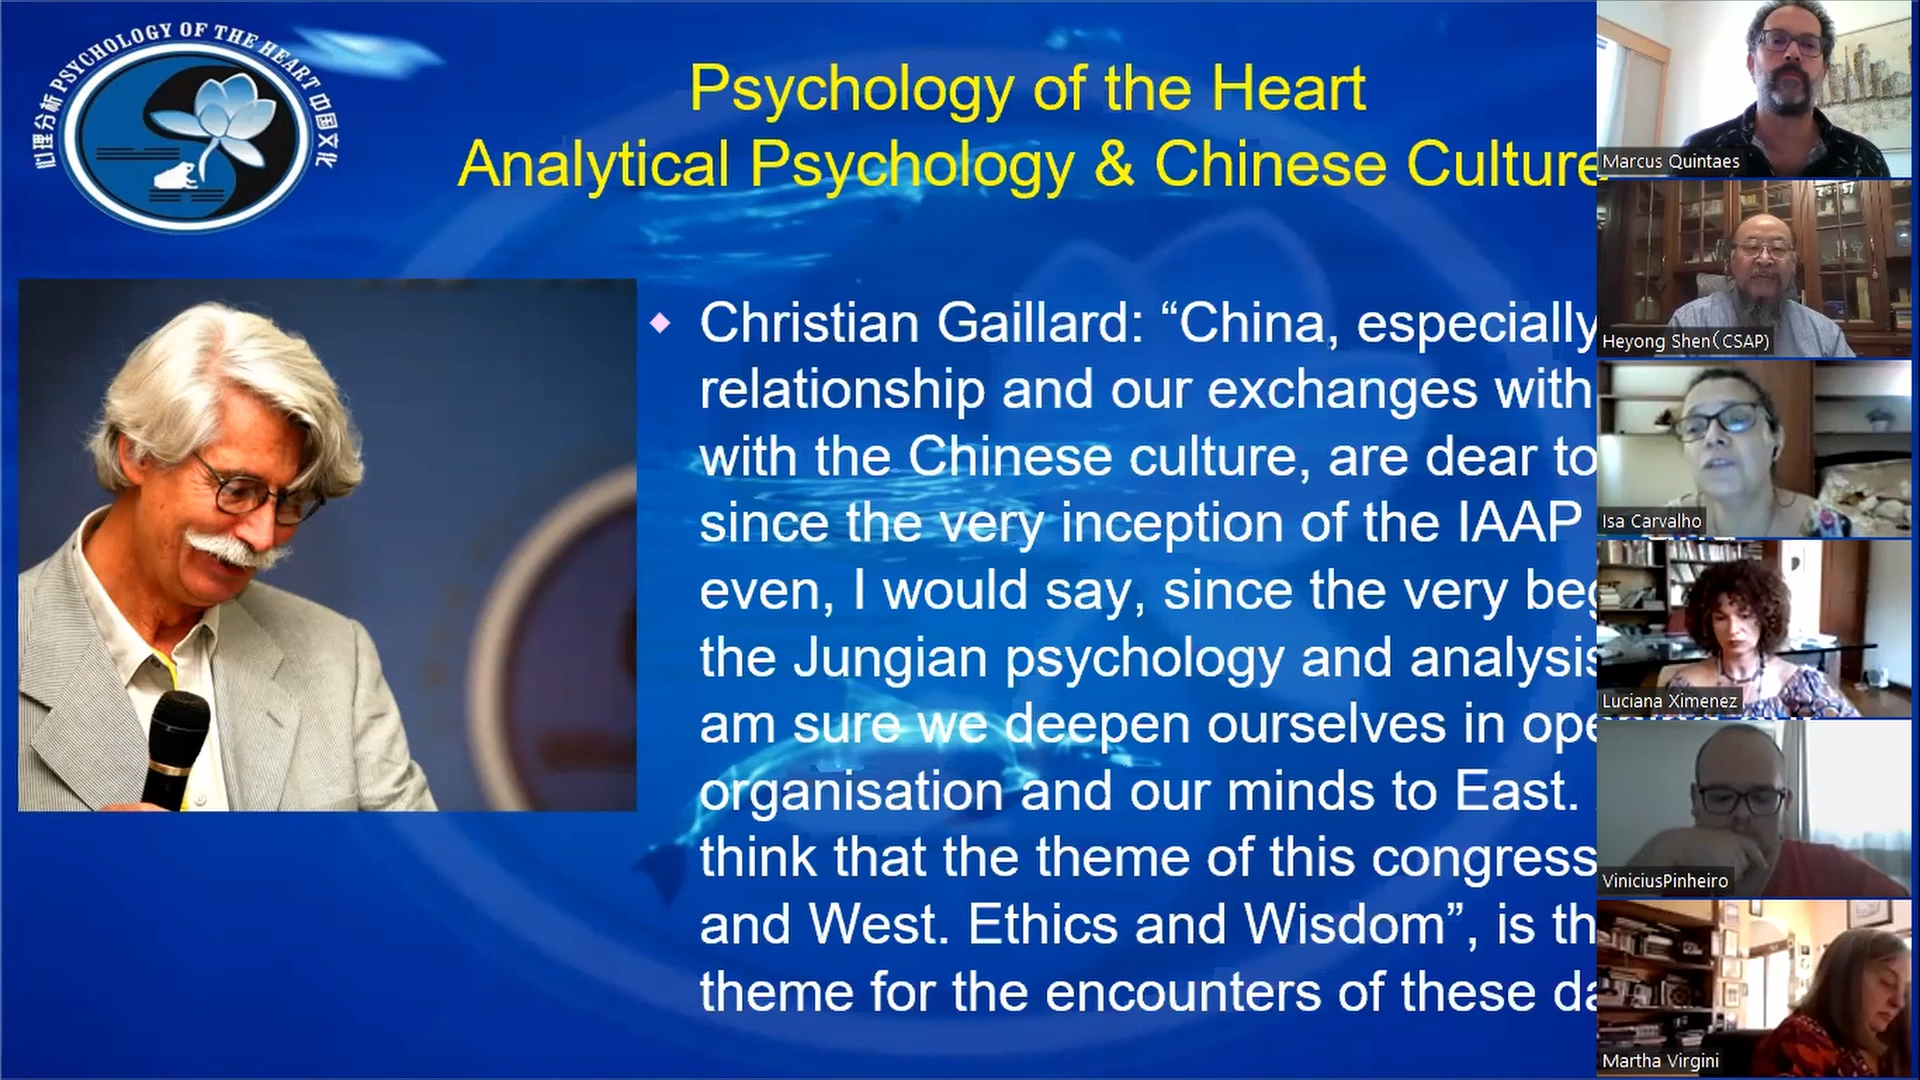 心理分析 PSYCHOLOGY OF THE HEART 中国文化
Psychology of the Heart
Analytical Psychology & Chinese Culture
Christian Gaillard: “China, especially
relationship and our exchanges with
with the Chinese culture, are dear to
since the very inception of the IAAP
even, I would say, since the very beg
the Jungian psychology and analysis
am sure we deepen ourselves in ope
organisation and our minds to East.
think that the theme of this congress
and West. Ethics and Wisdom”, is th
theme for the encounters of these da
Marcus Quintaes
Heyong Shen（CSAP)
Isa Carvalho
Luciana Ximenez
ViniciusPinheiro
Martha Virgini